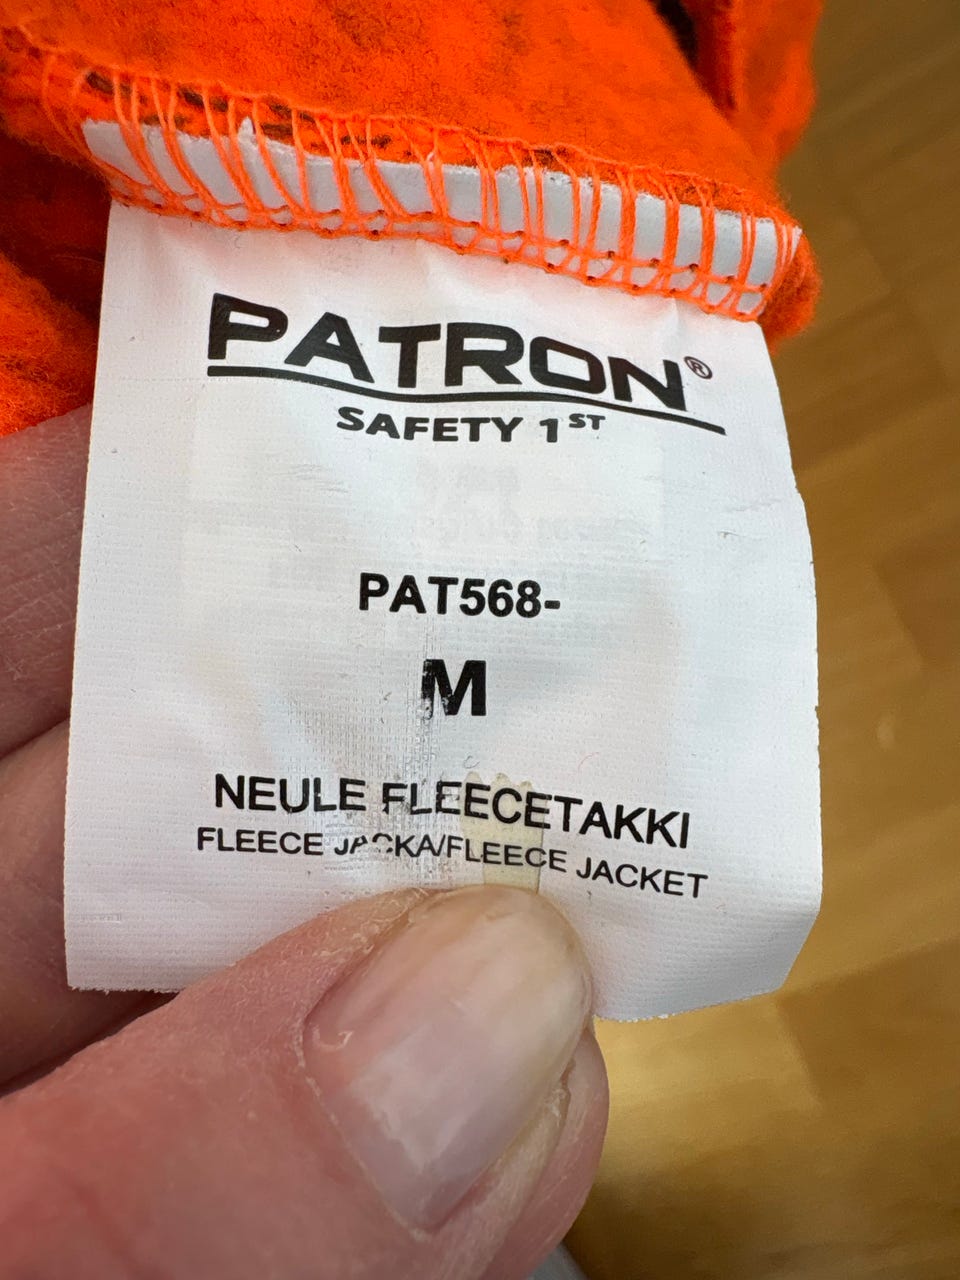 PATRON®
SAFETY 1ST
PAT568-
M
NEULE FLEECETAKKI
FLEECE JACKA/FLEECE JACKET